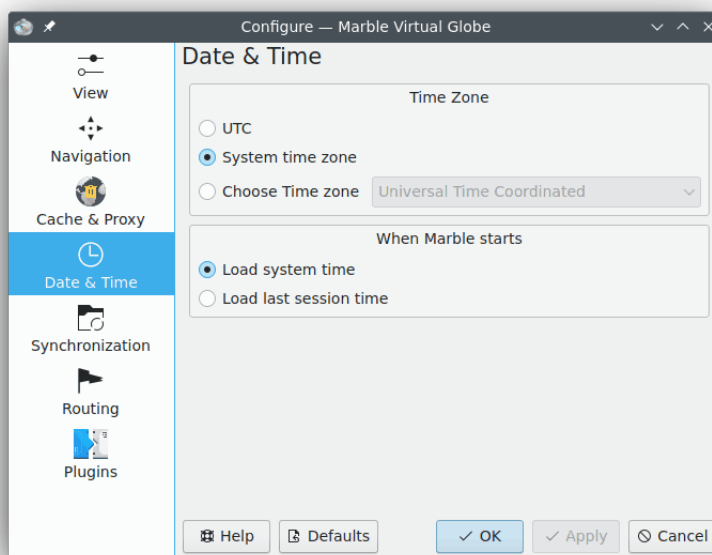 Configure — Marble Virtual Globe
View
Navigation
Cache & Proxy
Date & Time
Synchronization
Routing
Plugins
Date & Time
Time Zone
UTC
System time zone
Choose Time zone Universal Time Coordinated
When Marble starts
Load system time
Load last session time
Help Defaults OK Apply Cancel